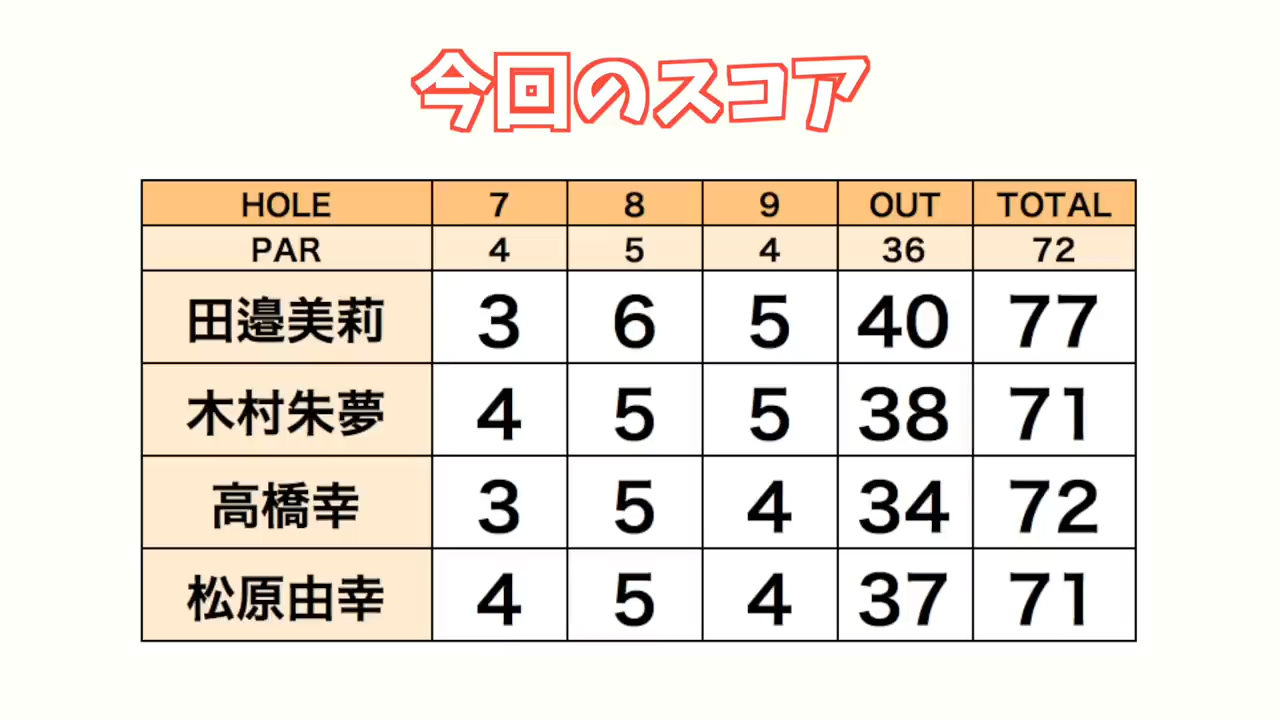 今回のスコア
HOLE 7 8 9 OUT TOTAL
PAR 4 5 4 36 72
田邉美莉 3 6 5 40 77
木村朱夢 4 5 5 38 71
高橋幸 3 5 4 34 72
松原由幸 4 5 4 37 71